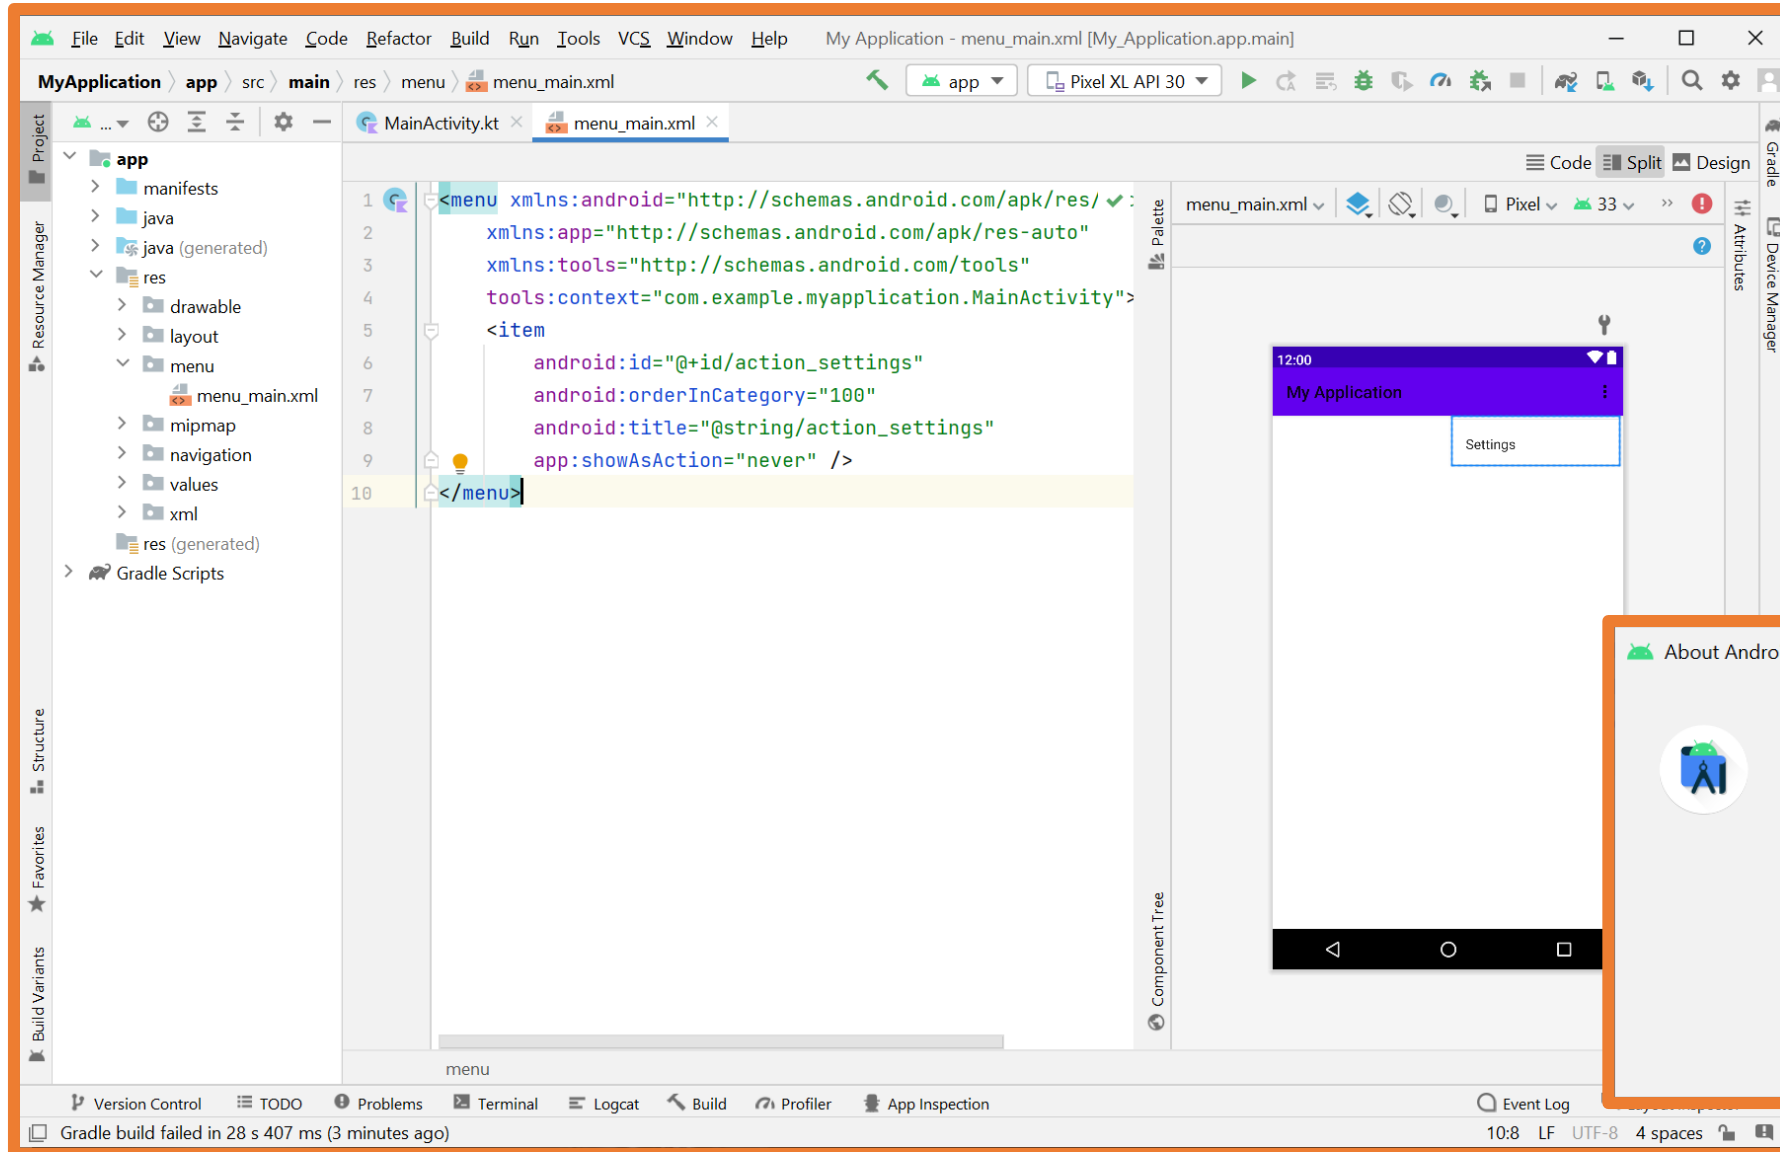 File Edit View Navigate Code Refactor Build Run Tools VCS Window Help My Application - menu_main.xml [My_Application.app.main]
MyApplication app src main res menu menu_main.xml app Pixel XL API 30
Project
Resource Manager
Structure
Favorites
Build Variants
...
app
manifests
java
java (generated)
res
drawable
layout
menu
menu_main.xml
mipmap
navigation
values
xml
res (generated)
Gradle Scripts
MainActivity.kt menu_main.xml
Code Split Design
1 <menu xmlns:android="http://schemas.android.com/apk/res/
2 xmlns:app="http://schemas.android.com/apk/res-auto"
3 xmlns:tools="http://schemas.android.com/tools"
4 tools:context="com.example.myapplication.MainActivity">
5 <item
6 android:id="@+id/action_settings"
7 android:orderInCategory="100"
8 android:title="@string/action_settings"
9 app:showAsAction="never" />
10 </menu>
menu
Palette
Component Tree
menu_main.xml Pixel 33
12:00
My Application
Settings
Attributes
Gradle
Device Manager
About Andro
Version Control TODO Problems Terminal Logcat Build Profiler App Inspection Event Log
Gradle build failed in 28 s 407 ms (3 minutes ago) 10:8 LF UTF-8 4 spaces